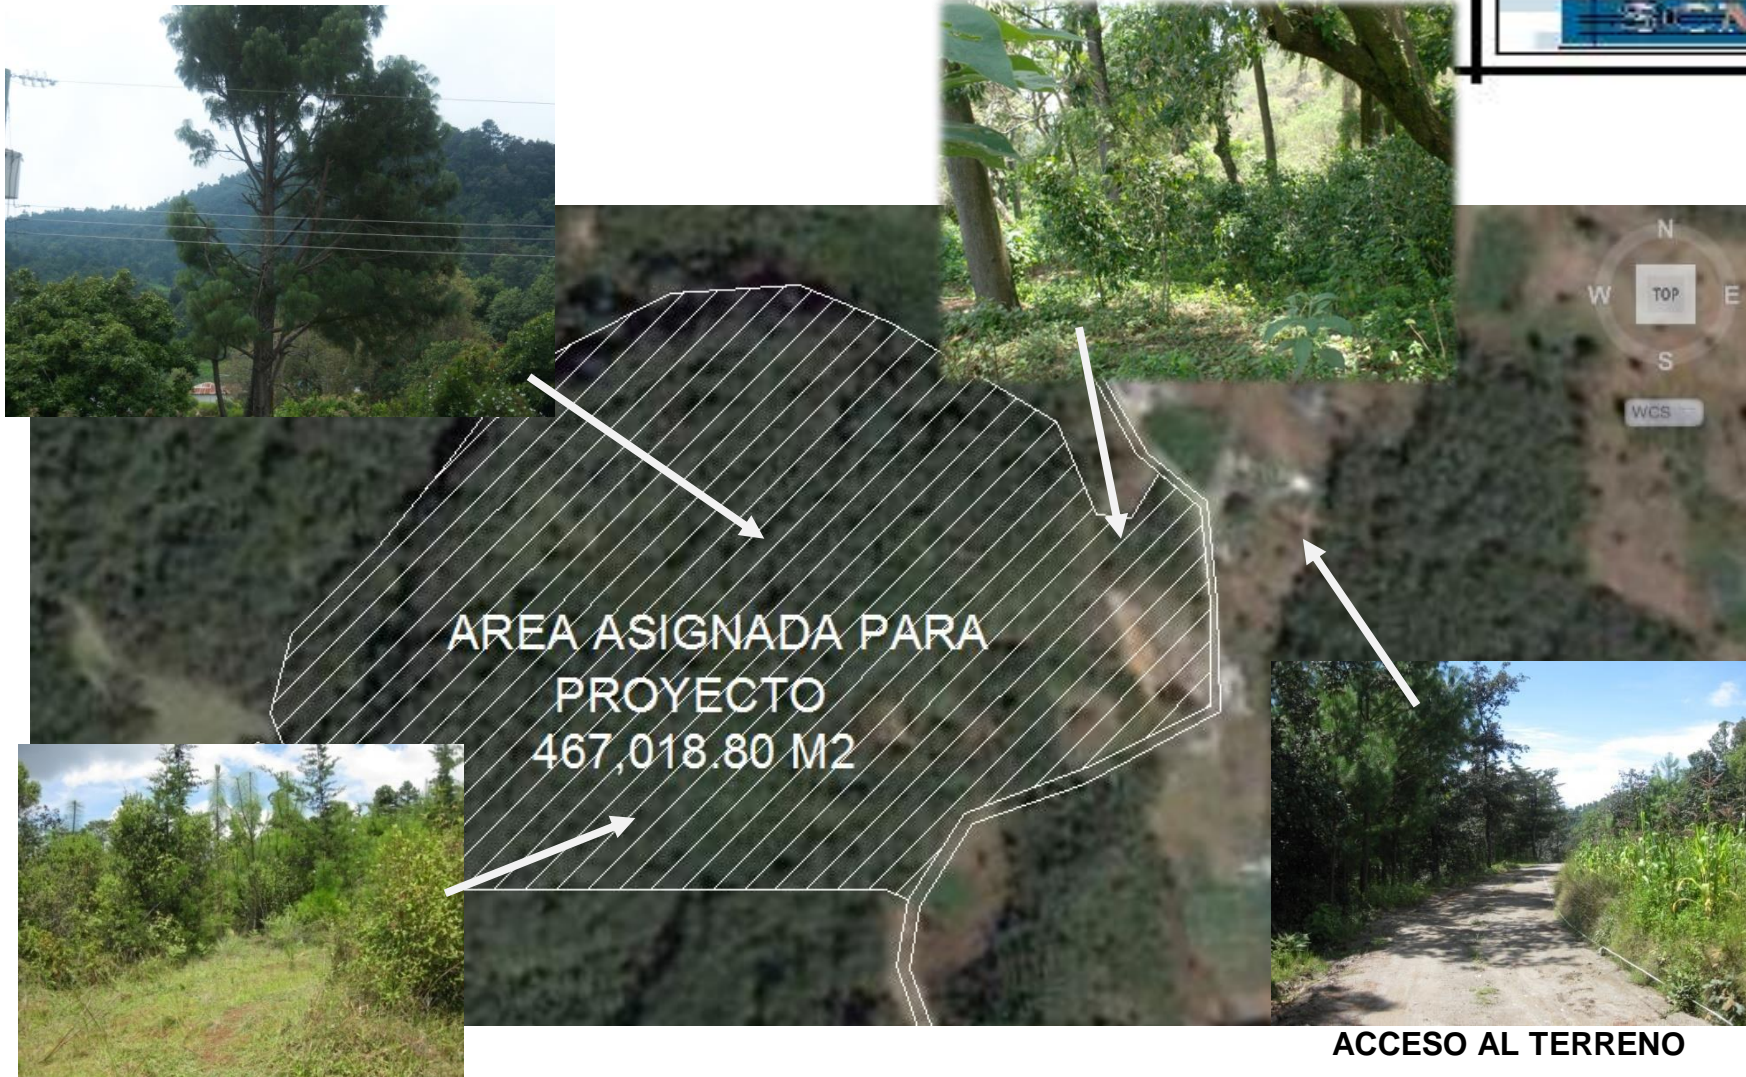 N
W
TOP
E
S
WCS
AREA ASIGNADA PARA
PROYECTO
467,018.80 M2
ACCESO AL TERRENO